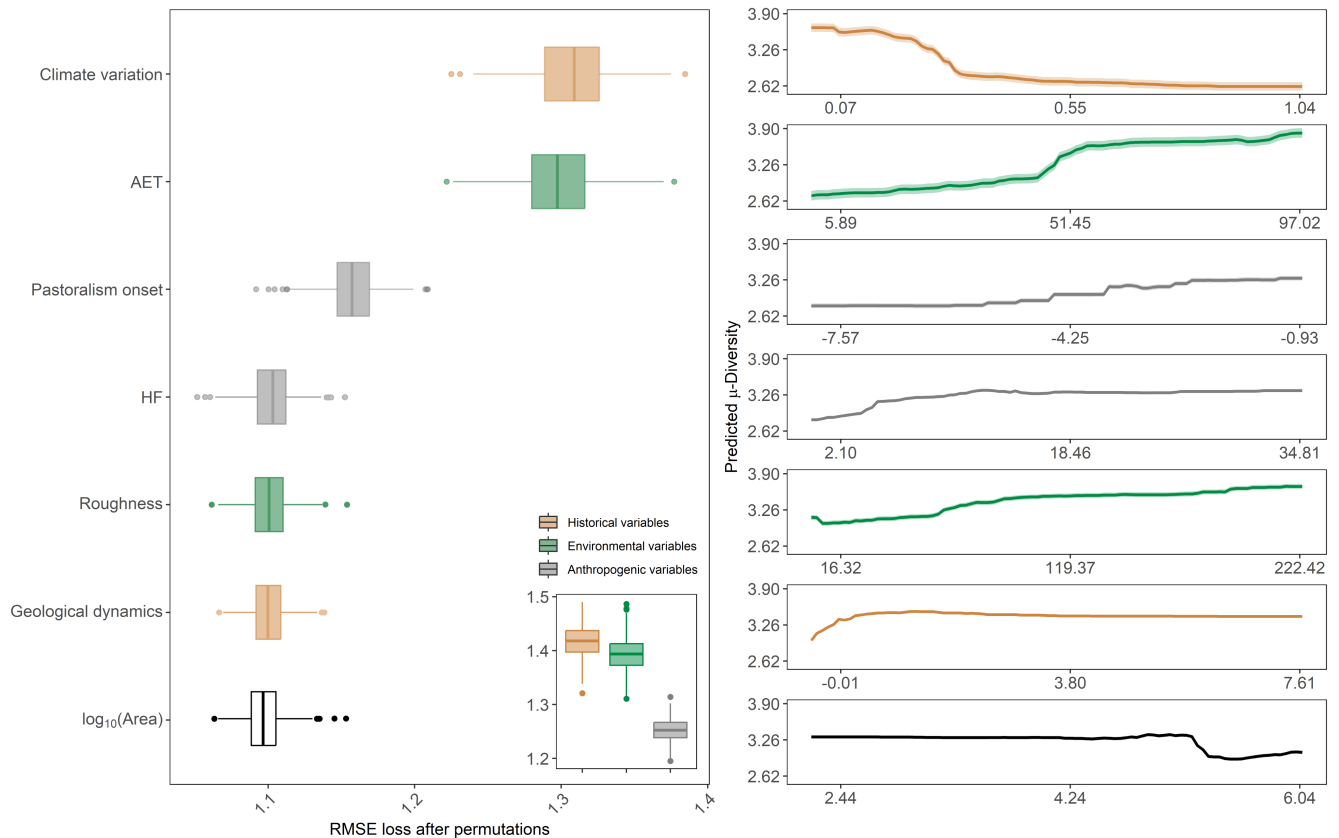 Climate variation
AET
Pastoralism onset
HF
Roughness
Geological dynamics
log₁₀(Area)
1.1
1.2
1.3
1.4
RMSE loss after permutations
Historical variables
Environmental variables
Anthropogenic variables
1.5
1.4
1.3
1.2
Predicted μ-Diversity
3.90
3.26
2.62
0.07 0.55 1.04
3.90
3.26
2.62
5.89 51.45 97.02
3.90
3.26
2.62
-7.57 -4.25 -0.93
3.90
3.26
2.62
2.10 18.46 34.81
3.90
3.26
2.62
16.32 119.37 222.42
3.90
3.26
2.62
-0.01 3.80 7.61
3.90
3.26
2.62
2.44 4.24 6.04